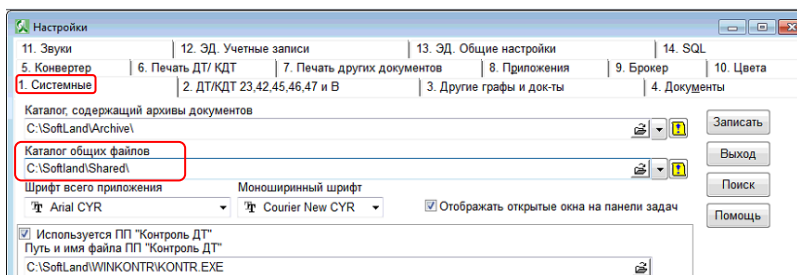 Настройки
11. Звуки 12. ЭД. Учетные записи 13. ЭД. Общие настройки 14. SQL
5. Конвертер 6. Печать ДТ/ КДТ 7. Печать других документов 8. Приложения 9. Брокер 10. Цвета
1. Системные 2. ДТ/КДТ 23,42,45,46,47 и В 3. Другие графы и док-ты 4. Документы
Каталог, содержащий архивы документов
C:\SoftLand\Archive\
Записать
Каталог общих файлов
Выход
C:\Softland\Shared\
Шрифт всего приложения Моноширинный шрифт
Поиск
Arial CYR Courier New CYR Отображать открытые окна на панели задач
Помощь
Используется ПП "Контроль ДТ"
Путь и имя файла ПП "Контроль ДТ"
C:\SoftLand\WINKONTR\KONTR.EXE